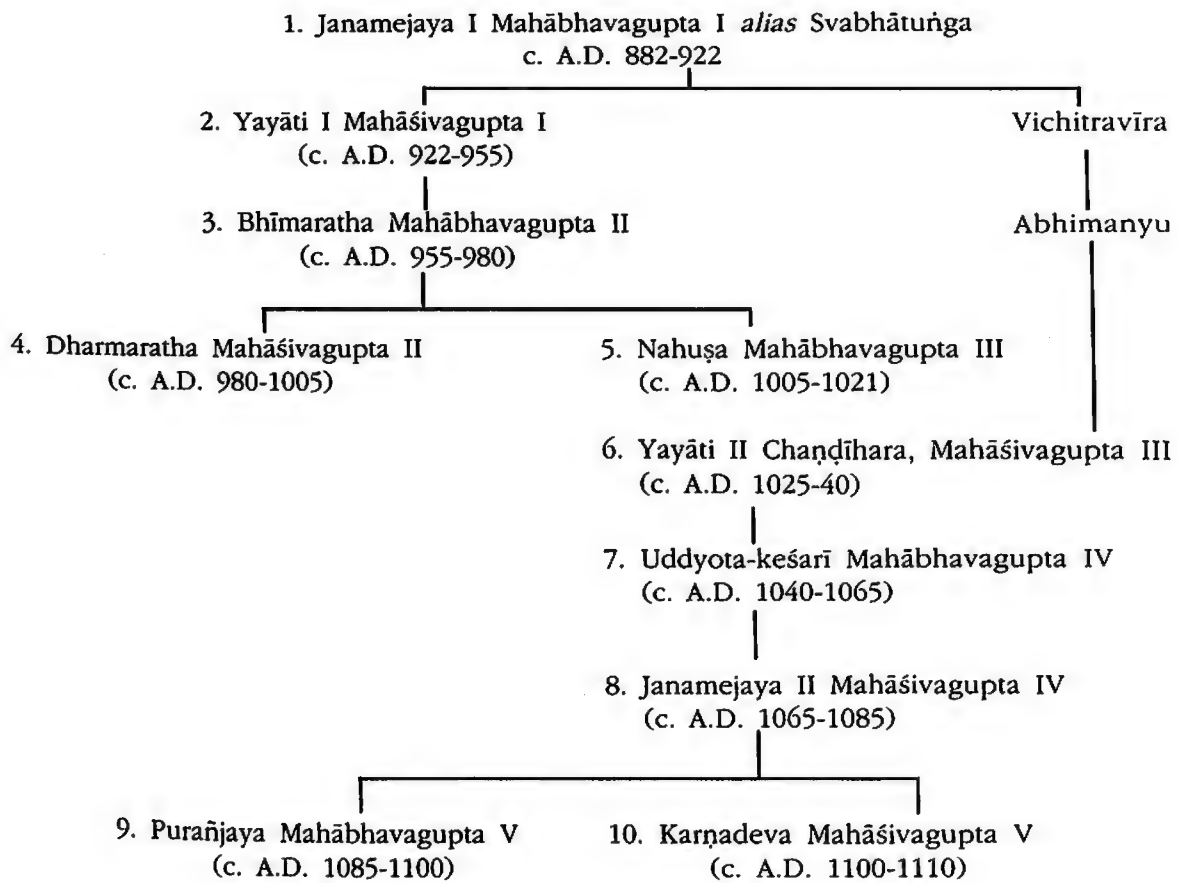 1. Janamejaya I Mahābhavagupta I alias Svabhātuṅga
c. A.D. 882-922
2. Yayāti I Mahāśivagupta I
(c. A.D. 922-955)
Vichitravīra
3. Bhīmaratha Mahābhavagupta II
(c. A.D. 955-980)
Abhimanyu
4. Dharmaratha Mahāśivagupta II
(c. A.D. 980-1005)
5. Nahuṣa Mahābhavagupta III
(c. A.D. 1005-1021)
6. Yayāti II Chaṇḍīhara, Mahāśivagupta III
(c. A.D. 1025-40)
7. Uddyota-keśarī Mahābhavagupta IV
(c. A.D. 1040-1065)
8. Janamejaya II Mahāśivagupta IV
(c. A.D. 1065-1085)
9. Purañjaya Mahābhavagupta V
(c. A.D. 1085-1100)
10. Karṇadeva Mahāśivagupta V
(c. A.D. 1100-1110)